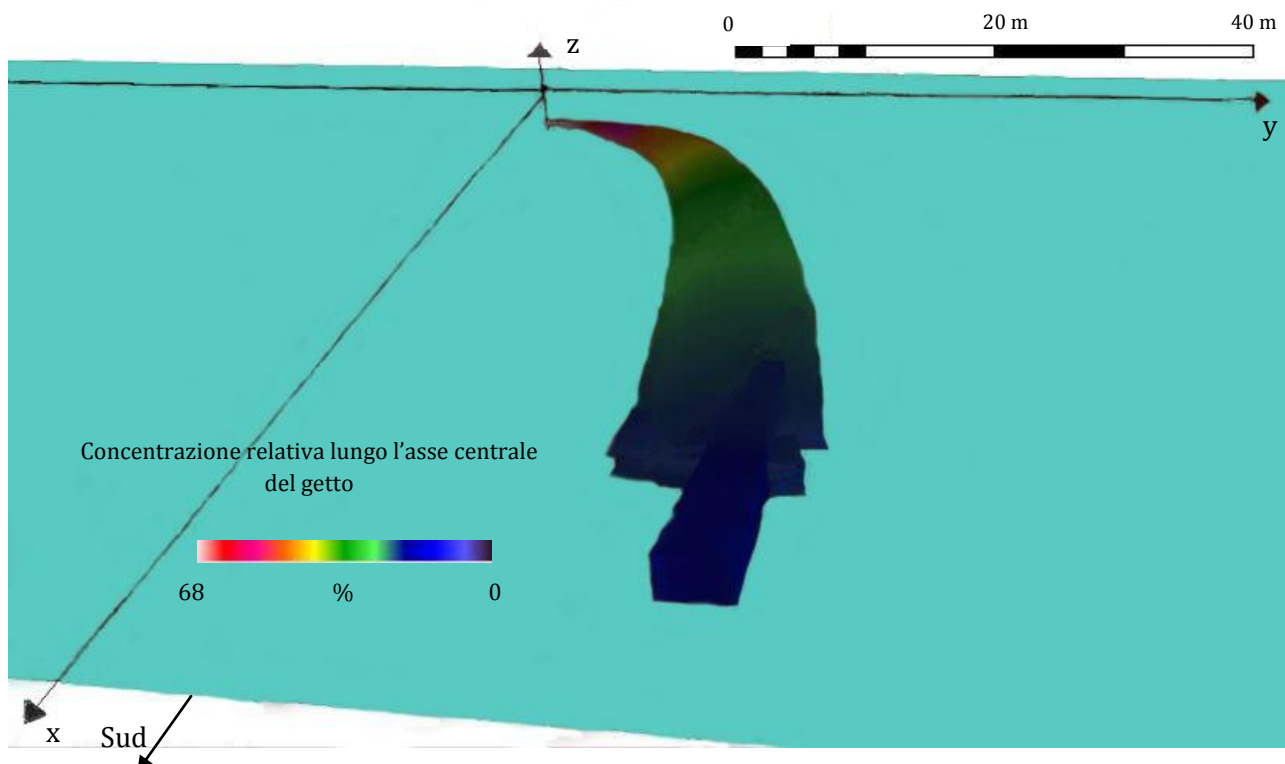 0 20 m 40 m
z
y
Concentrazione relativa lungo l’asse centrale
del getto
68 % 0
x Sud